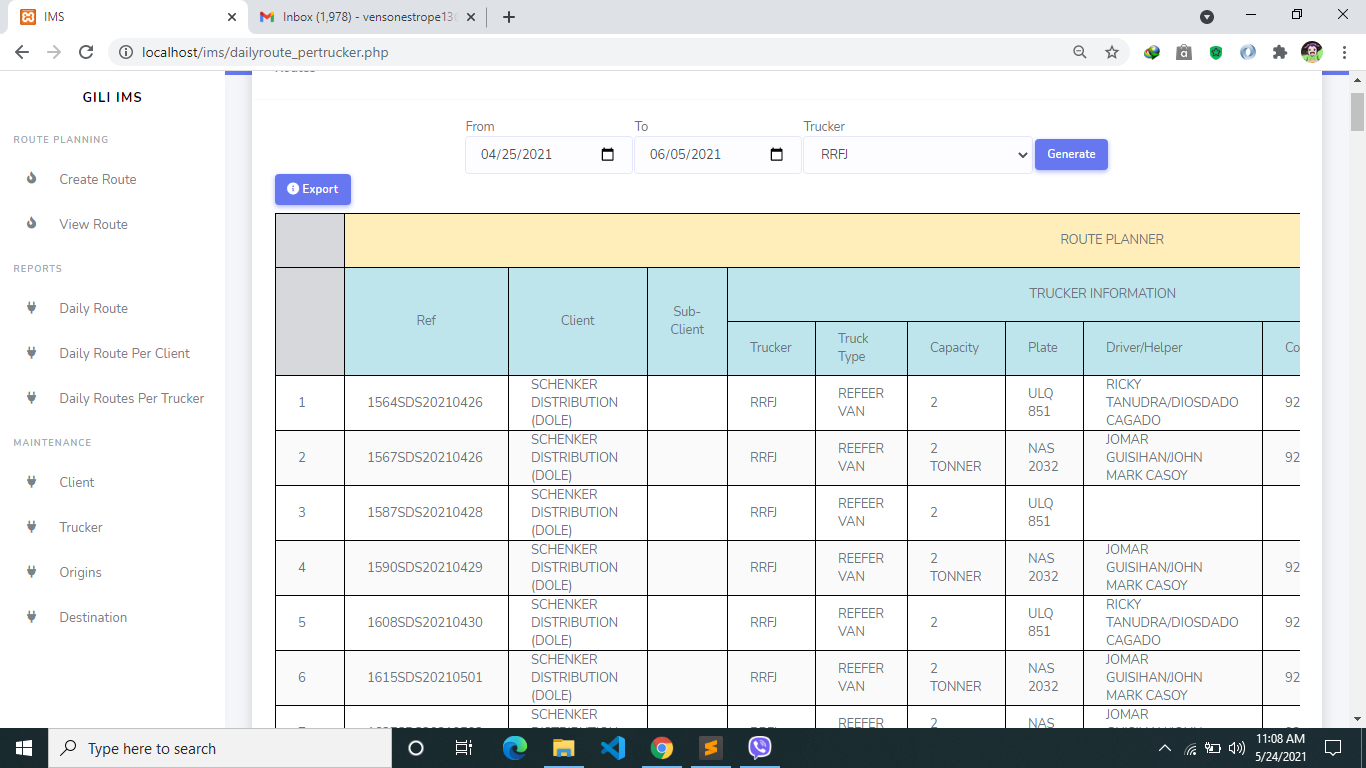 IMS
Inbox (1,978) - vensonestrope13
localhost/ims/dailyroute_pertrucker.php
GILI IMS
ROUTE PLANNING
Create Route
View Route
REPORTS
Daily Route
Daily Route Per Client
Daily Routes Per Trucker
MAINTENANCE
Client
Trucker
Origins
Destination
From To Trucker
04/25/2021 06/05/2021 RRFJ Generate
Export
ROUTE PLANNER
TRUCKER INFORMATION
Ref Client Sub-
Client
Trucker Truck
Type Capacity Plate Driver/Helper Co
1 1564SDS20210426 SCHENKER
DISTRIBUTION
(DOLE) RRFJ REFEER
VAN 2 ULQ
851 RICKY
TANUDRA/DIOSDADO
CAGADO 92
2 1567SDS20210426 SCHENKER
DISTRIBUTION
(DOLE) RRFJ REEFER
VAN 2
TONNER NAS
2032 JOMAR
GUISIHAN/JOHN
MARK CASOY 92
3 1587SDS20210428 SCHENKER
DISTRIBUTION
(DOLE) RRFJ REFEER
VAN 2 ULQ
851
4 1590SDS20210429 SCHENKER
DISTRIBUTION
(DOLE) RRFJ REEFER
VAN 2
TONNER NAS
2032 JOMAR
GUISIHAN/JOHN
MARK CASOY 92
5 1608SDS20210430 SCHENKER
DISTRIBUTION
(DOLE) RRFJ REFEER
VAN 2 ULQ
851 RICKY
TANUDRA/DIOSDADO
CAGADO 92
6 1615SDS20210501 SCHENKER
DISTRIBUTION
(DOLE) RRFJ REEFER
VAN 2
TONNER NAS
2032 JOMAR
GUISIHAN/JOHN
MARK CASOY 92
SCHENKER
REEFER 2 NAS JOMAR
Type here to search
11:08 AM
5/24/2021